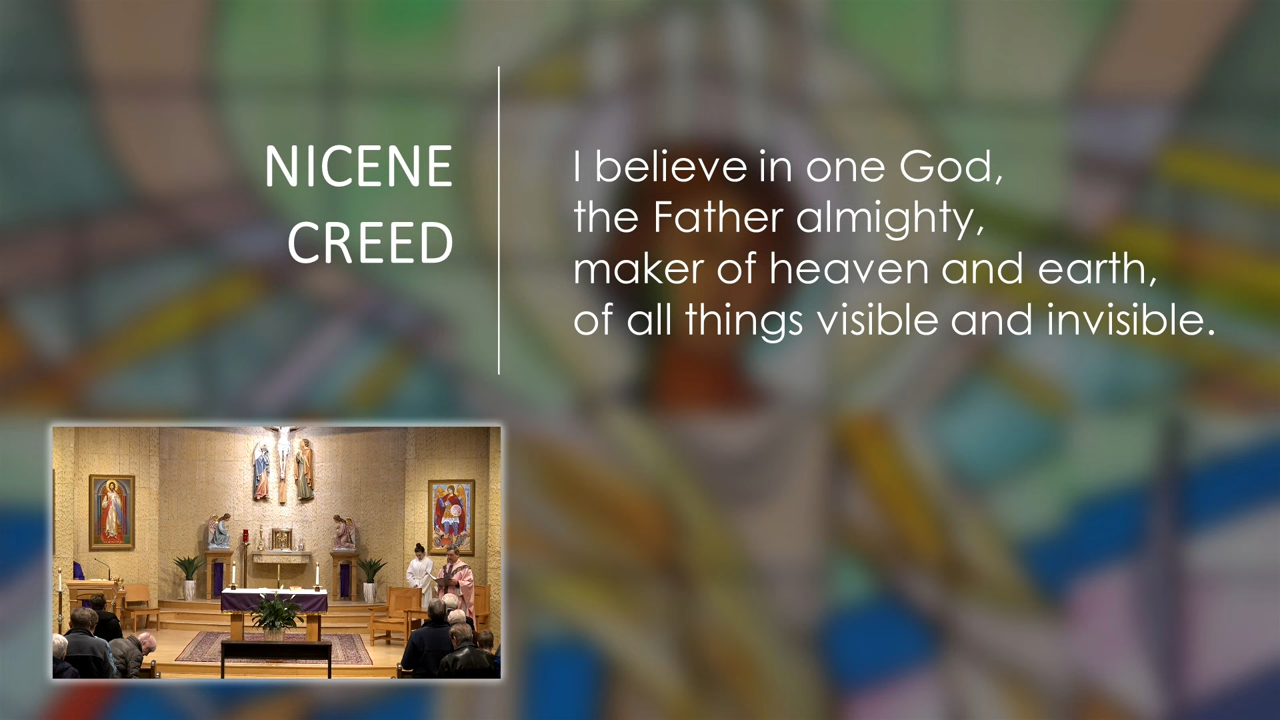 NICENE
CREED
I believe in one God,
the Father almighty,
maker of heaven and earth,
of all things visible and invisible.